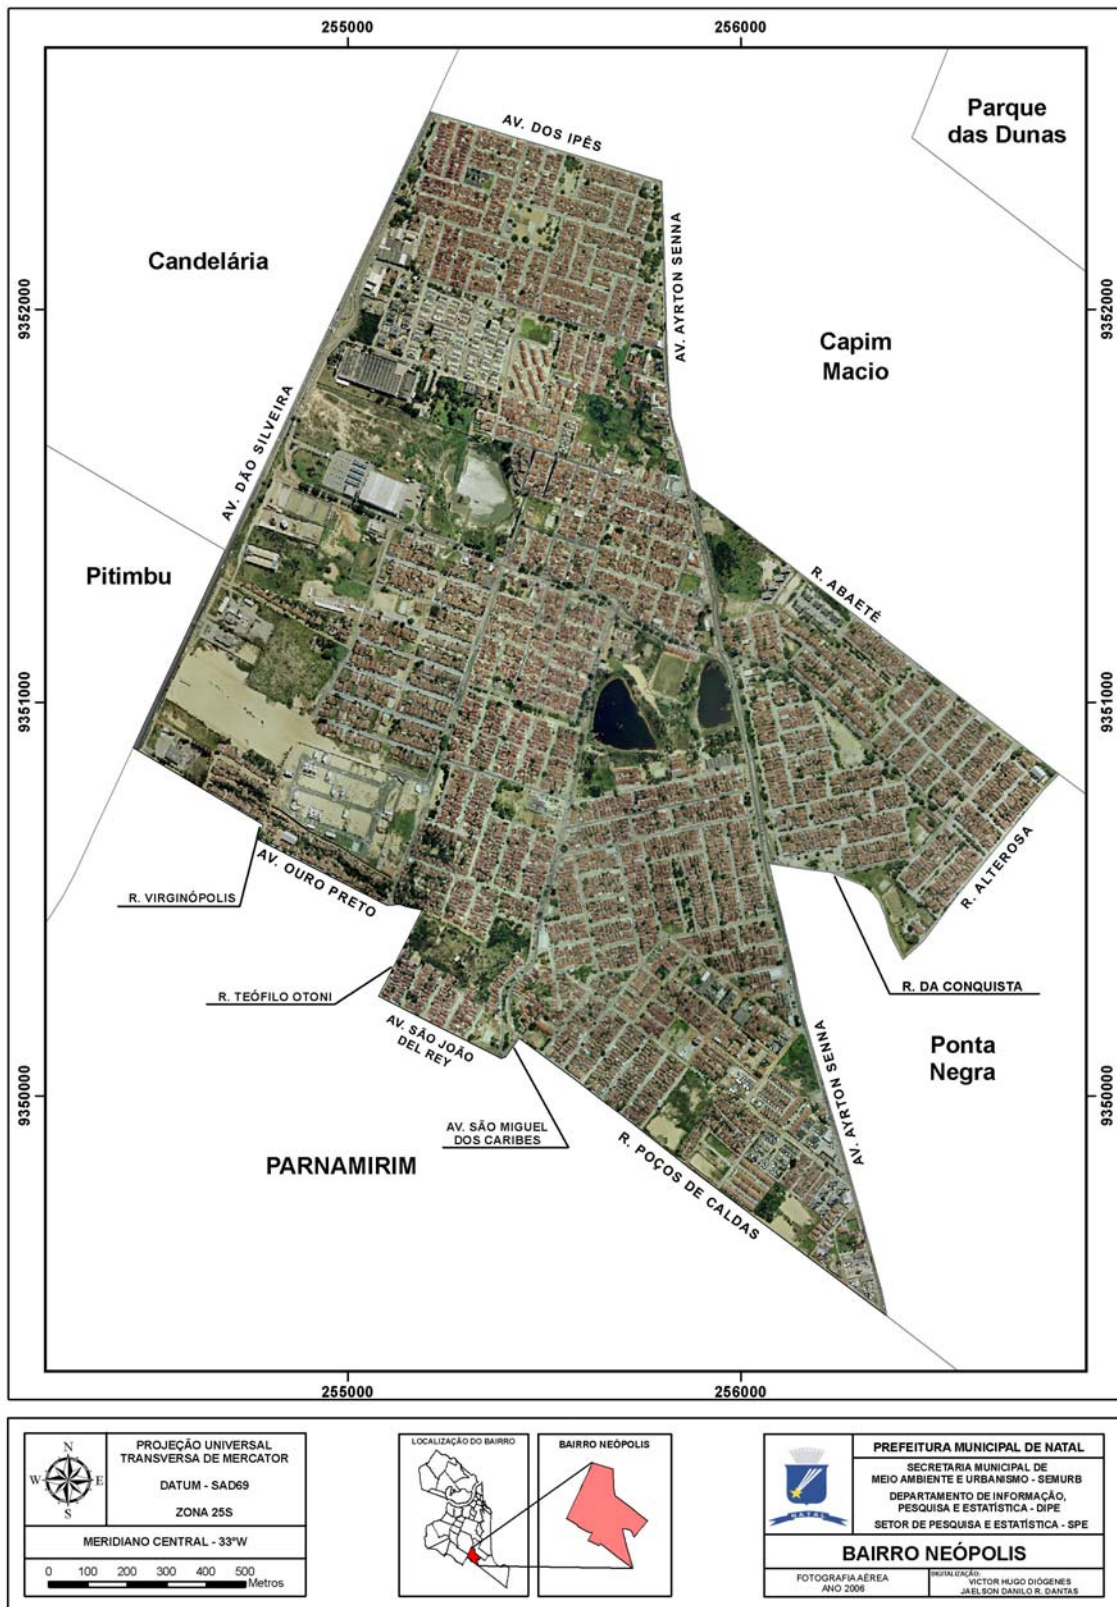 255000
256000
Parque
das Dunas
AV. DOS IPÊS
Candelária
AV. AYRTON SENNA
9352000
9352000
Capim
Macio
AV. DÃO SILVEIRA
Pitimbu
R. ABAETÉ
9351000
9351000
R. VIRGINÓPOLIS
AV. OURO PRETO
R. ALTEROSA
R. TEÓFILO OTONI
R. DA CONQUISTA
AV. SÃO JOÃO
DEL REY
AV. AYRTON SENNA
Ponta
Negra
9350000
9350000
AV. SÃO MIGUEL
DOS CARIBES
PARNAMIRIM
R. POÇOS DE CALDAS
255000
256000
N
W
E
S
PROJEÇÃO UNIVERSAL
TRANSVERSA DE MERCATOR
DATUM - SAD69
ZONA 25S
MERIDIANO CENTRAL - 33ºW
0 100 200 300 400 500
Metros
LOCALIZAÇÃO DO BAIRRO
BAIRRO NEÓPOLIS
NATAL
PREFEITURA MUNICIPAL DE NATAL
SECRETARIA MUNICIPAL DE
MEIO AMBIENTE E URBANISMO - SEMURB
DEPARTAMENTO DE INFORMAÇÃO,
PESQUISA E ESTATÍSTICA - DIPE
SETOR DE PESQUISA E ESTATÍSTICA - SPE
BAIRRO NEÓPOLIS
FOTOGRAFIA AÉREA
ANO 2006
DIGITALIZAÇÃO:
VICTOR HUGO DIÓGENES
JAELSON DANILO R. DANTAS